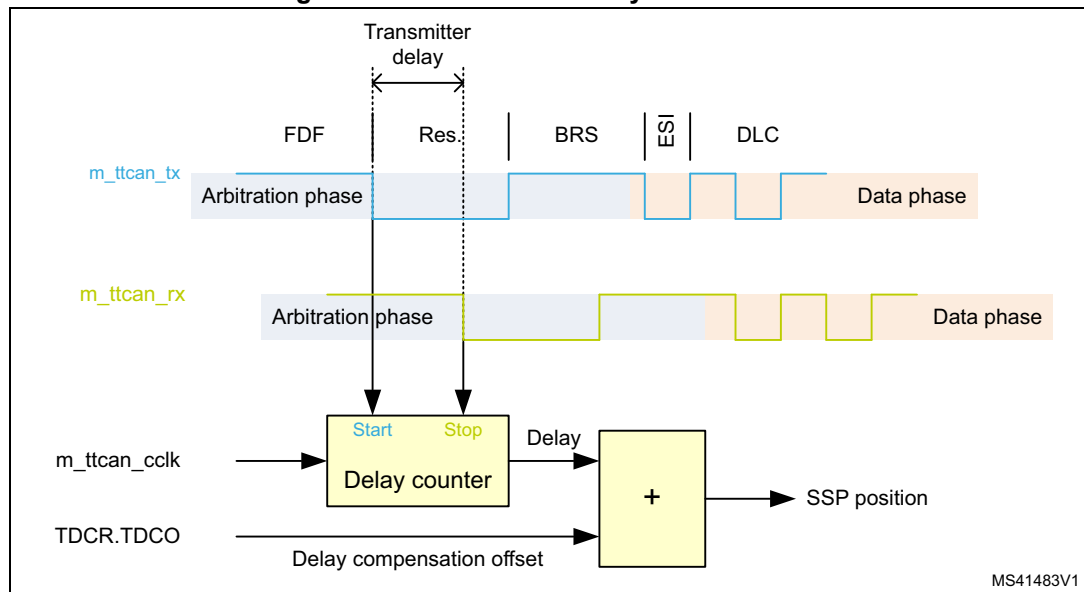 Transmitter
delay
FDF
Res.
BRS
ESI
DLC
m_ttcan_tx
Arbitration phase
Data phase
m_ttcan_rx
Arbitration phase
Data phase
Start
Stop
Delay
m_ttcan_cclk
Delay counter
+
SSP position
TDCR.TDCO
Delay compensation offset
MS41483V1